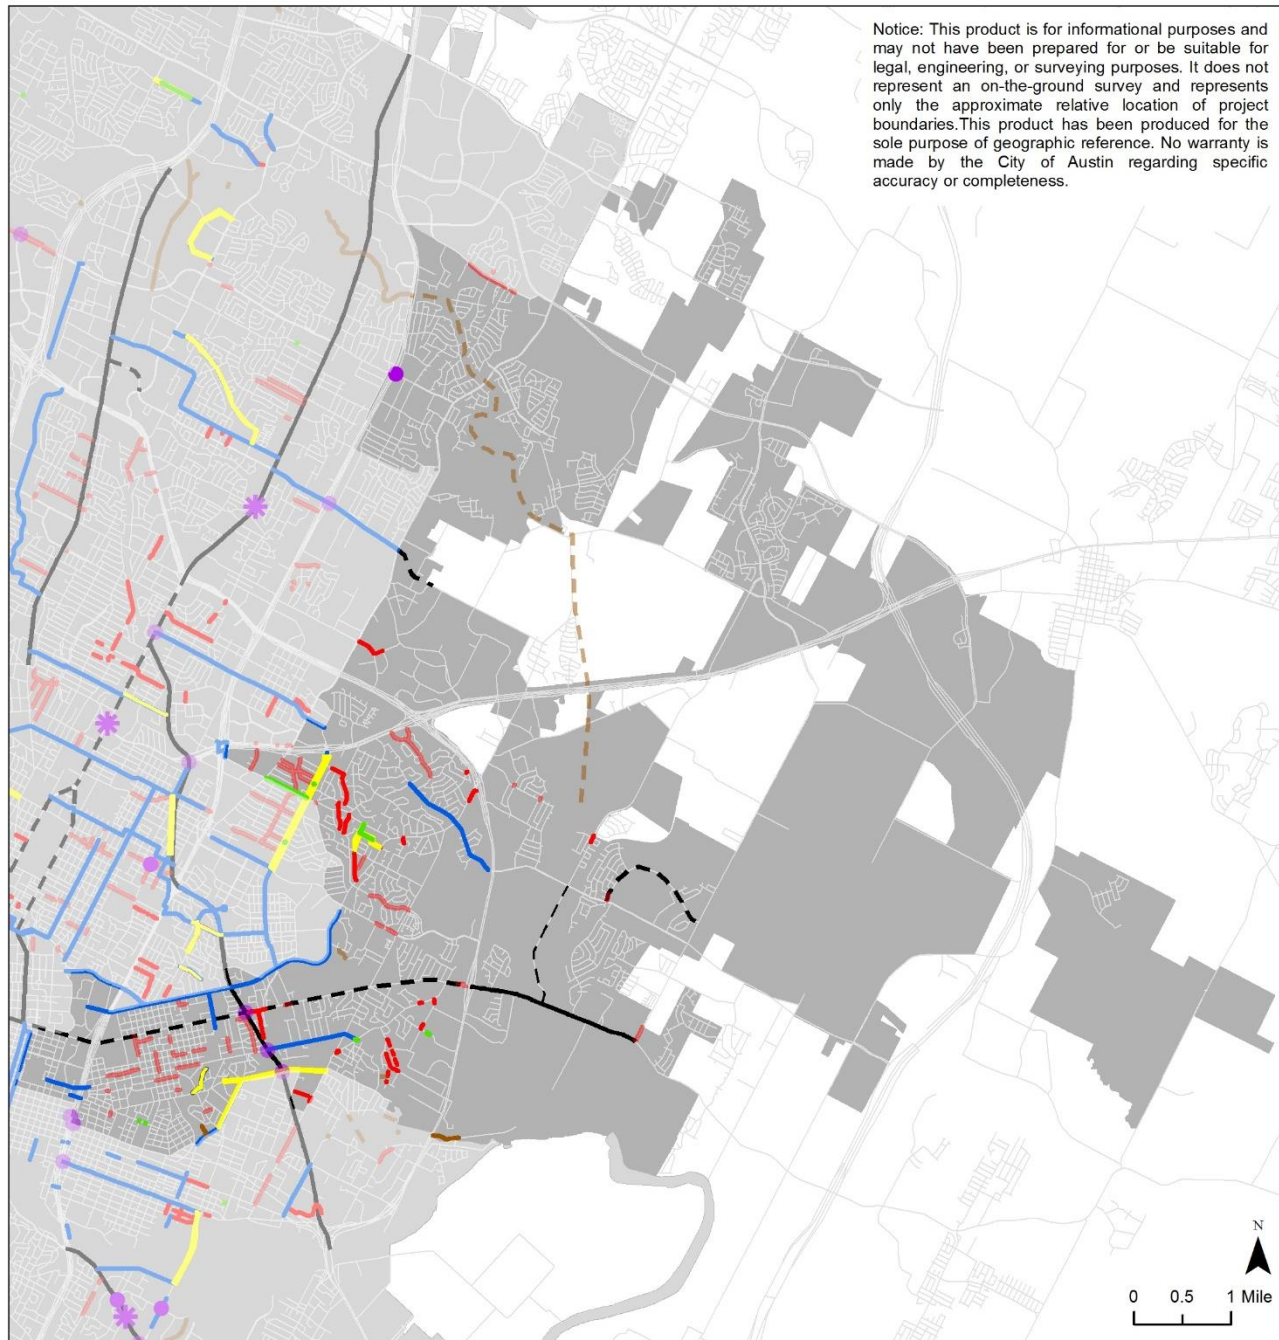 Notice: This product is for informational purposes and
may not have been prepared for or be suitable for
legal, engineering, or surveying purposes. It does not
represent an on-the-ground survey and represents
only the approximate relative location of project
boundaries.This product has been produced for the
sole purpose of geographic reference. No warranty is
made by the City of Austin regarding specific
accuracy or completeness.
N
0 0.5 1 Mile